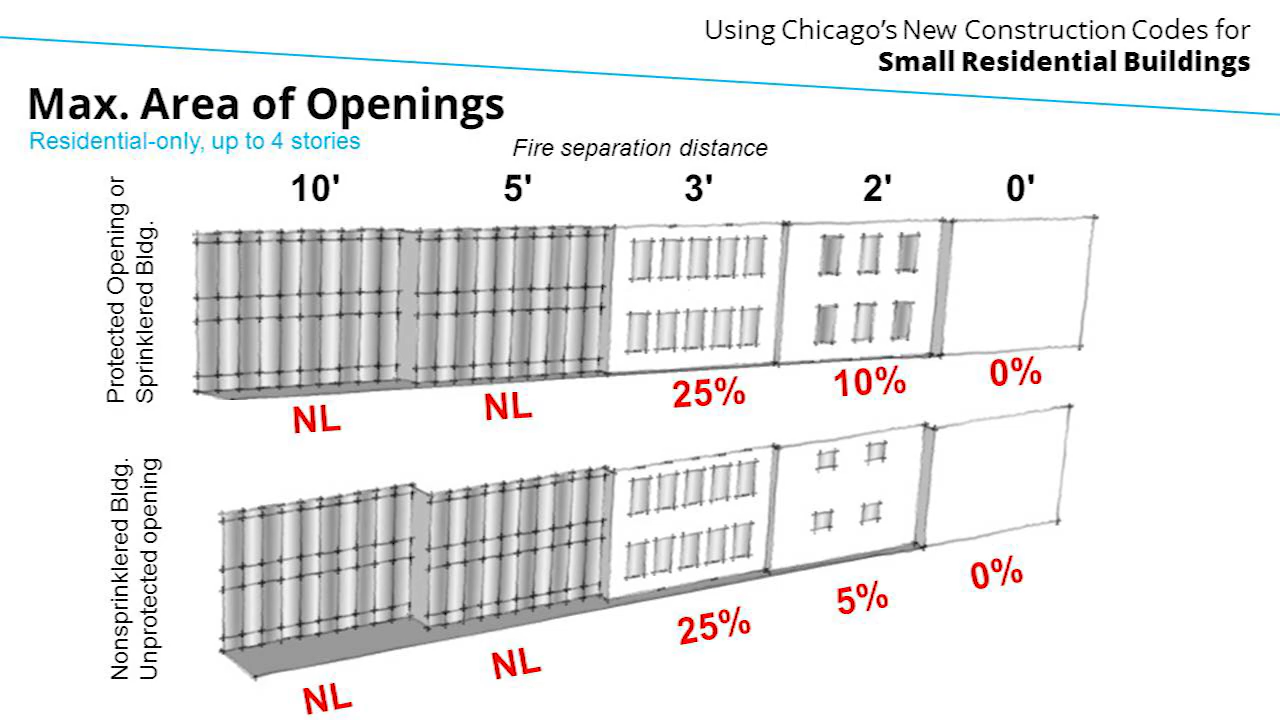 Using Chicago’s New Construction Codes for
Small Residential Buildings
Max. Area of Openings
Residential-only, up to 4 stories
Fire separation distance
10' 5' 3' 2' 0'
Protected Opening or
Sprinklered Bldg.
NL NL 25% 10% 0%
Nonsprinklered Bldg.
Unprotected opening
NL NL 25% 5% 0%